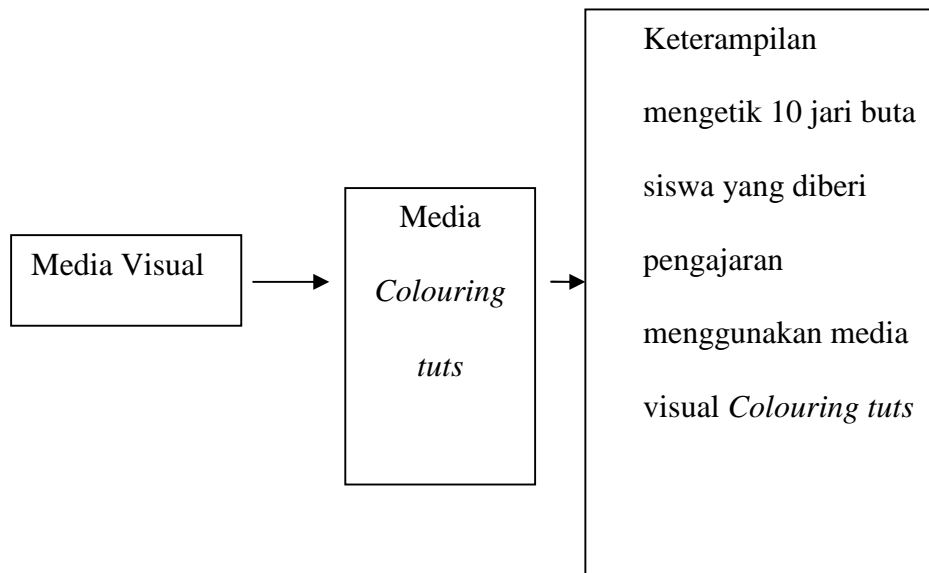 Media Visual
Media
Colouring
tuts
Keterampilan
mengetik 10 jari buta
siswa yang diberi
pengajaran
menggunakan media
visual Colouring tuts